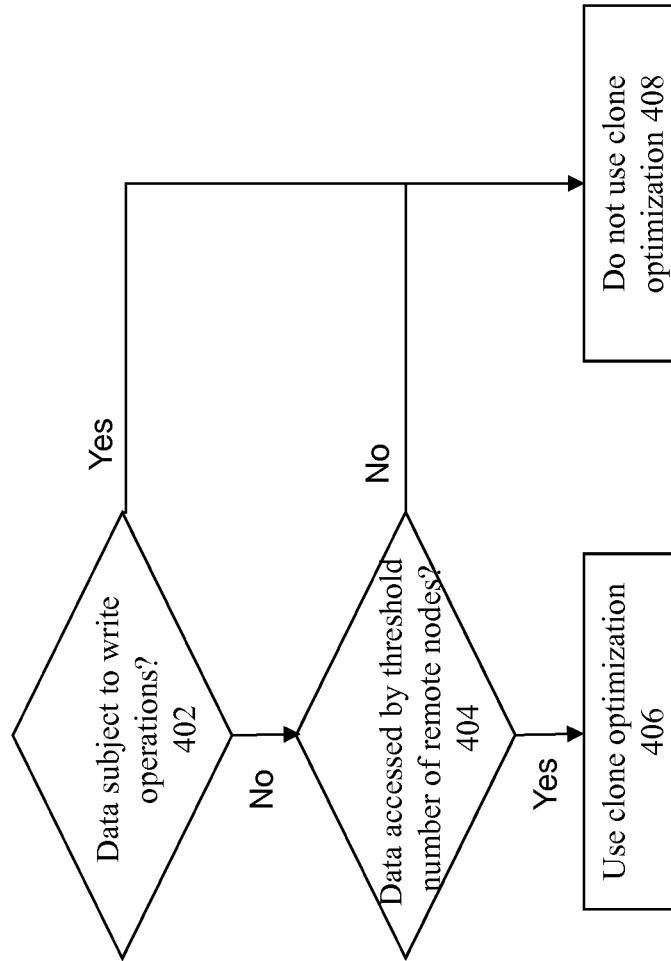 Data subject to write
operations?
402
Yes
No
Data accessed by threshold
number of remote nodes?
404
No
Yes
Use clone optimization
406
Do not use clone
optimization 408